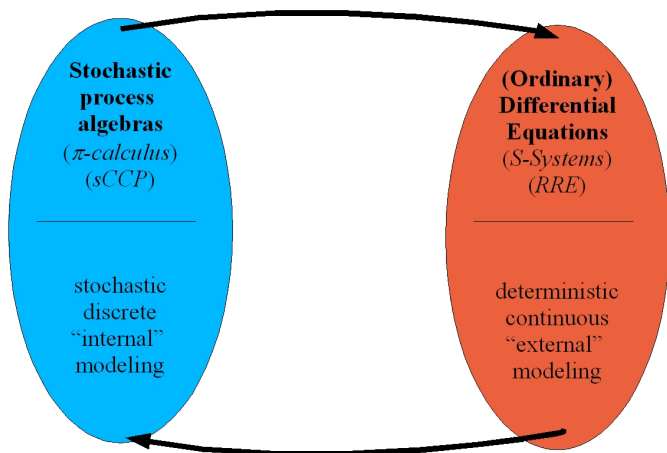 Stochastic
process
algebras
(π-calculus)
(sCCP)
stochastic
discrete
“internal”
modeling
(Ordinary)
Differential
Equations
(S-Systems)
(RRE)
deterministic
continuous
“external”
modeling